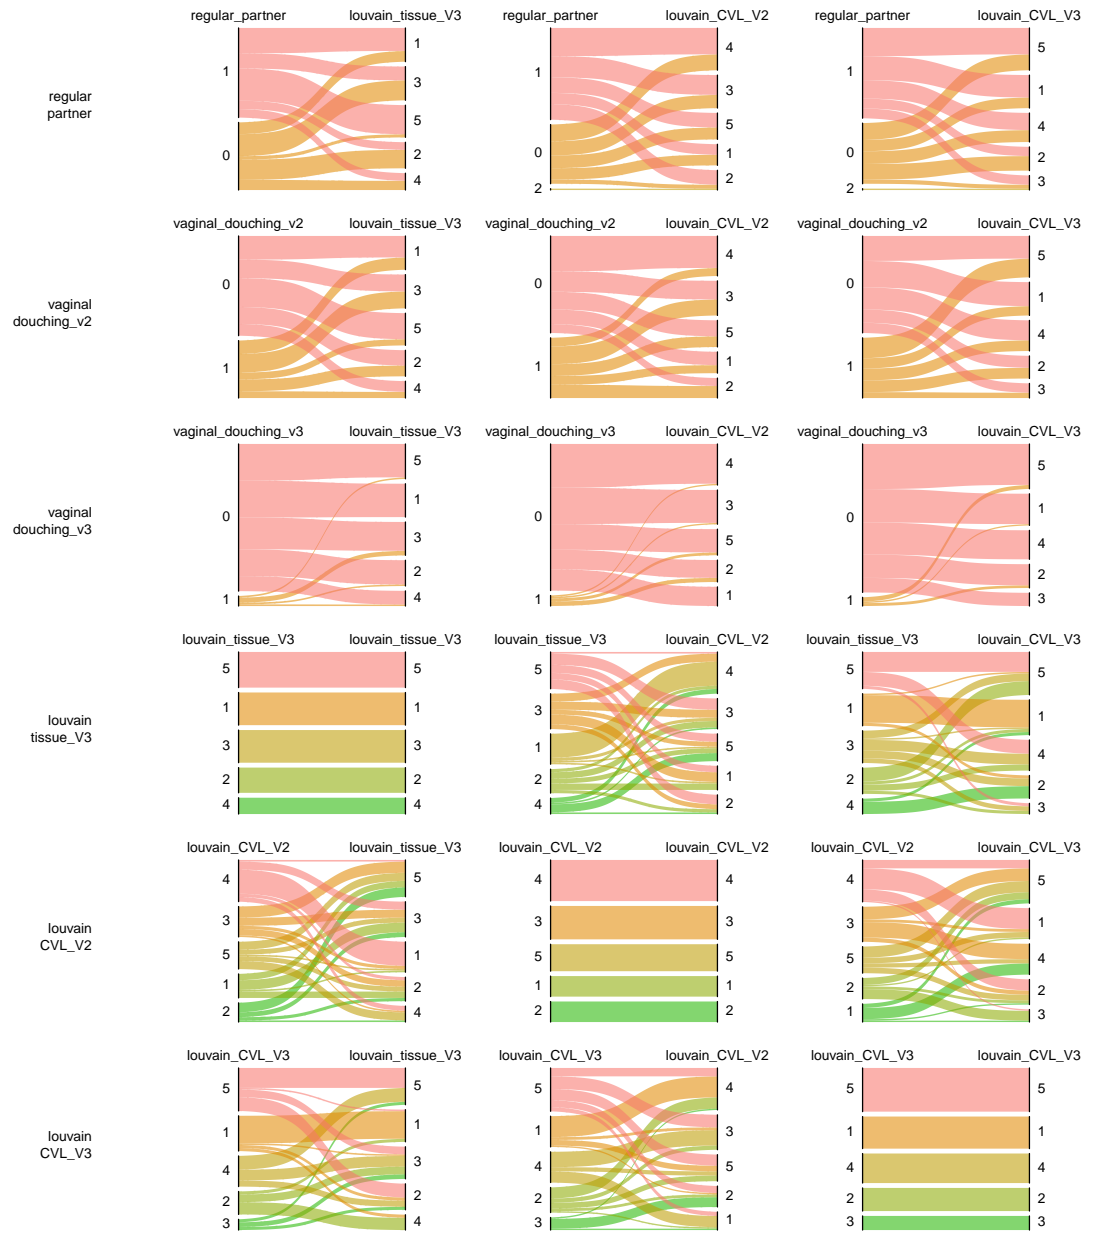 regular_partner louvain_tissue_V3 regular_partner louvain_CVL_V2 regular_partner louvain_CVL_V3
regular
partner
1 0 1 3 5 2 4
1 0 2 4 3 5 1 2
1 0 2 5 1 4 2 3
vaginal_douching_v2 louvain_tissue_V3 vaginal_douching_v2 louvain_CVL_V2 vaginal_douching_v2 louvain_CVL_V3
vaginal
douching_v2
0 1 1 3 5 2 4
0 1 4 3 5 1 2
0 1 5 1 4 2 3
vaginal_douching_v3 louvain_tissue_V3 vaginal_douching_v3 louvain_CVL_V2 vaginal_douching_v3 louvain_CVL_V3
vaginal
douching_v3
0 1 5 1 3 2 4
0 1 4 3 5 2 1
0 1 5 1 4 2 3
louvain_tissue_V3 louvain_tissue_V3 louvain_tissue_V3 louvain_CVL_V2 louvain_tissue_V3 louvain_CVL_V3
louvain
tissue_V3
5 1 3 2 4 5 1 3 2 4
5 3 1 2 4 4 3 5 1 2
5 1 3 2 4 5 1 4 2 3
louvain_CVL_V2 louvain_tissue_V3 louvain_CVL_V2 louvain_CVL_V2 louvain_CVL_V2 louvain_CVL_V3
louvain
CVL_V2
4 3 5 1 2 5 3 1 2 4
4 3 5 1 2 4 3 5 1 2
4 3 5 2 1 5 1 4 2 3
louvain_CVL_V3 louvain_tissue_V3 louvain_CVL_V3 louvain_CVL_V2 louvain_CVL_V3 louvain_CVL_V3
louvain
CVL_V3
5 1 4 2 3 5 1 3 2 4
5 1 4 2 3 4 3 5 2 1
5 1 4 2 3 5 1 4 2 3